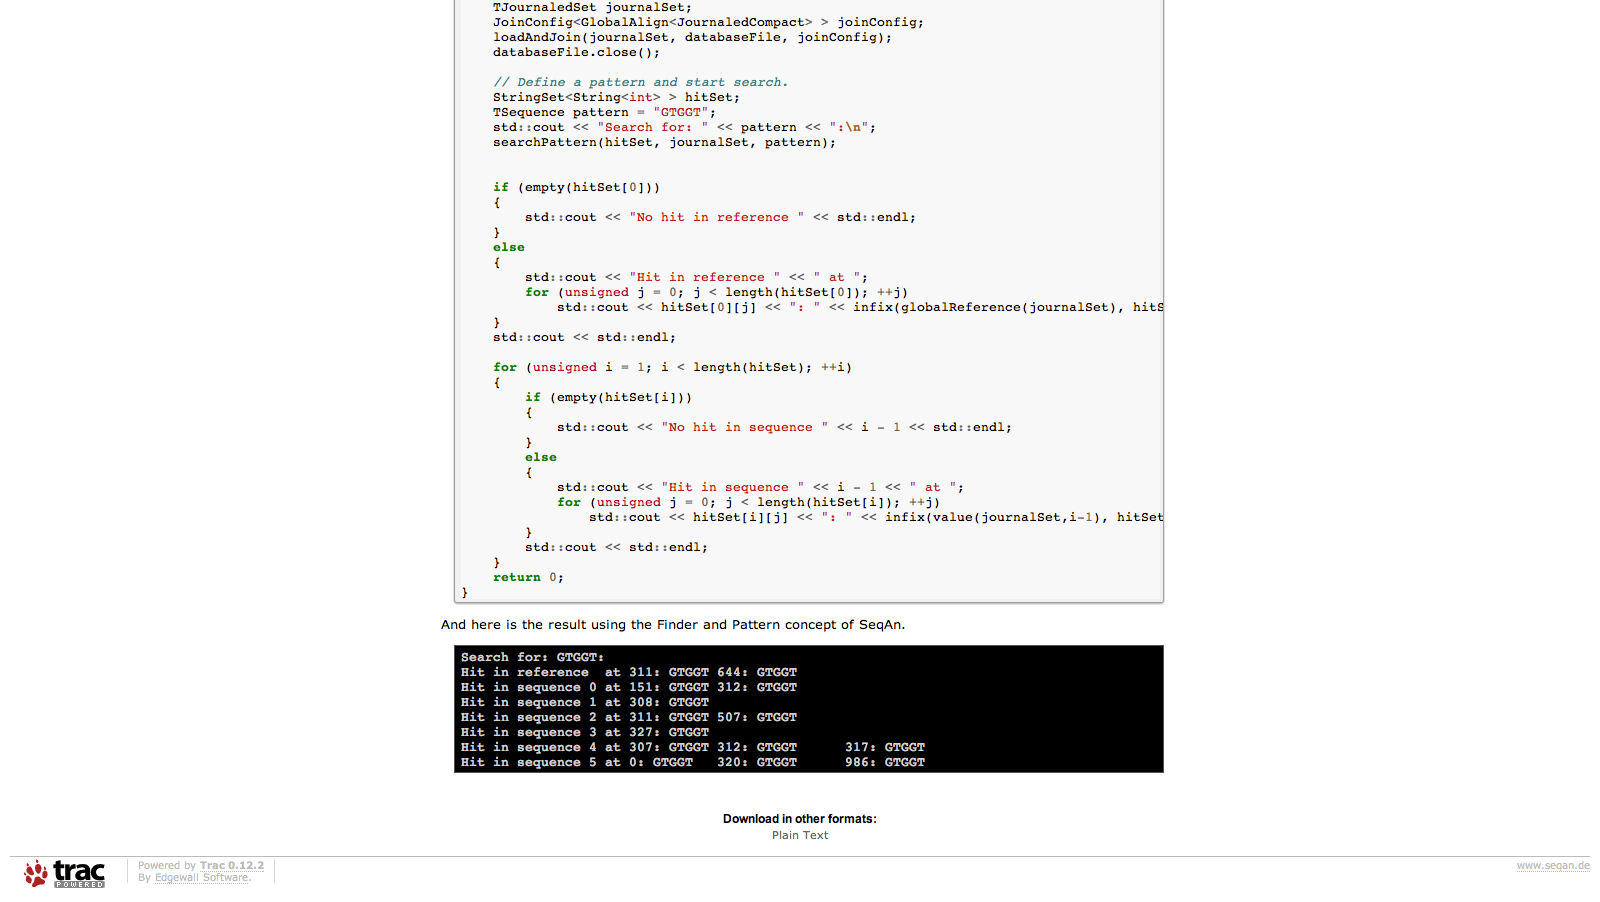 TJournaledSet journalSet;
JoinConfig<GlobalAlign<JournaledCompact> > joinConfig;
loadAndJoin(journalSet, databaseFile, joinConfig);
databaseFile.close();
// Define a pattern and start search.
StringSet<String<int> > hitSet;
TSequence pattern = "GTGGT";
std::cout << "Search for: " << pattern << ":\n";
searchPattern(hitSet, journalSet, pattern);
if (empty(hitSet[0]))
{
std::cout << "No hit in reference " << std::endl;
}
else
{
std::cout << "Hit in reference " << " at ";
for (unsigned j = 0; j < length(hitSet[0]); ++j)
std::cout << hitSet[0][j] << ": " << infix(globalReference(journalSet), hitS
}
std::cout << std::endl;
for (unsigned i = 1; i < length(hitSet); ++i)
{
if (empty(hitSet[i]))
{
std::cout << "No hit in sequence " << i - 1 << std::endl;
}
else
{
std::cout << "Hit in sequence " << i - 1 << " at ";
for (unsigned j = 0; j < length(hitSet[i]); ++j)
std::cout << hitSet[i][j] << ": " << infix(value(journalSet,i-1), hitSet
}
std::cout << std::endl;
}
return 0;
}
And here is the result using the Finder and Pattern concept of SeqAn.
Search for: GTGGT:
Hit in reference  at 311: GTGGT 644: GTGGT
Hit in sequence 0 at 151: GTGGT 312: GTGGT
Hit in sequence 1 at 308: GTGGT
Hit in sequence 2 at 311: GTGGT 507: GTGGT
Hit in sequence 3 at 327: GTGGT
Hit in sequence 4 at 307: GTGGT 312: GTGGT      317: GTGGT
Hit in sequence 5 at 0: GTGGT   320: GTGGT      986: GTGGT
Download in other formats:
Plain Text
trac POWERED
Powered by Trac 0.12.2
By Edgewall Software.
www.seqan.de